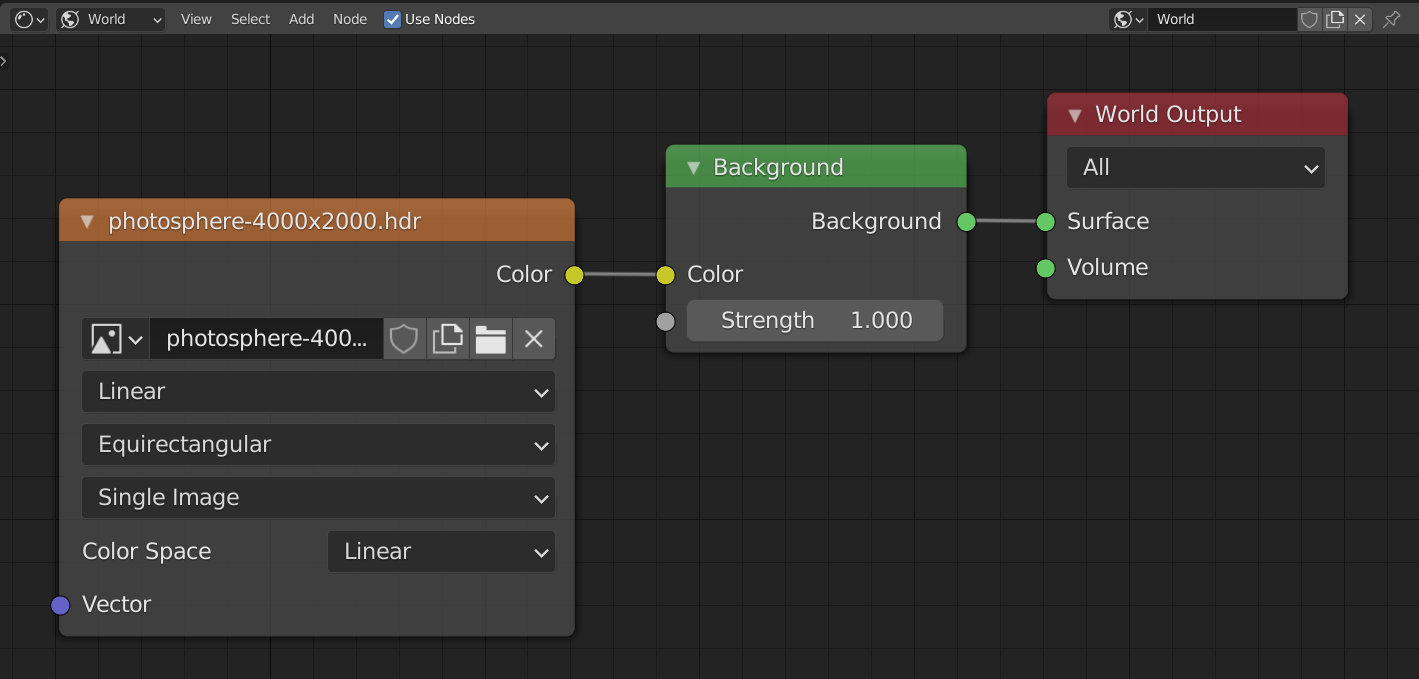 World View Select Add Node Use Nodes World
World Output
All
Surface
Volume
Background
Background
Color
Strength 1.000
photosphere-4000x2000.hdr
Color
photosphere-400...
Linear
Equirectangular
Single Image
Color Space Linear
Vector